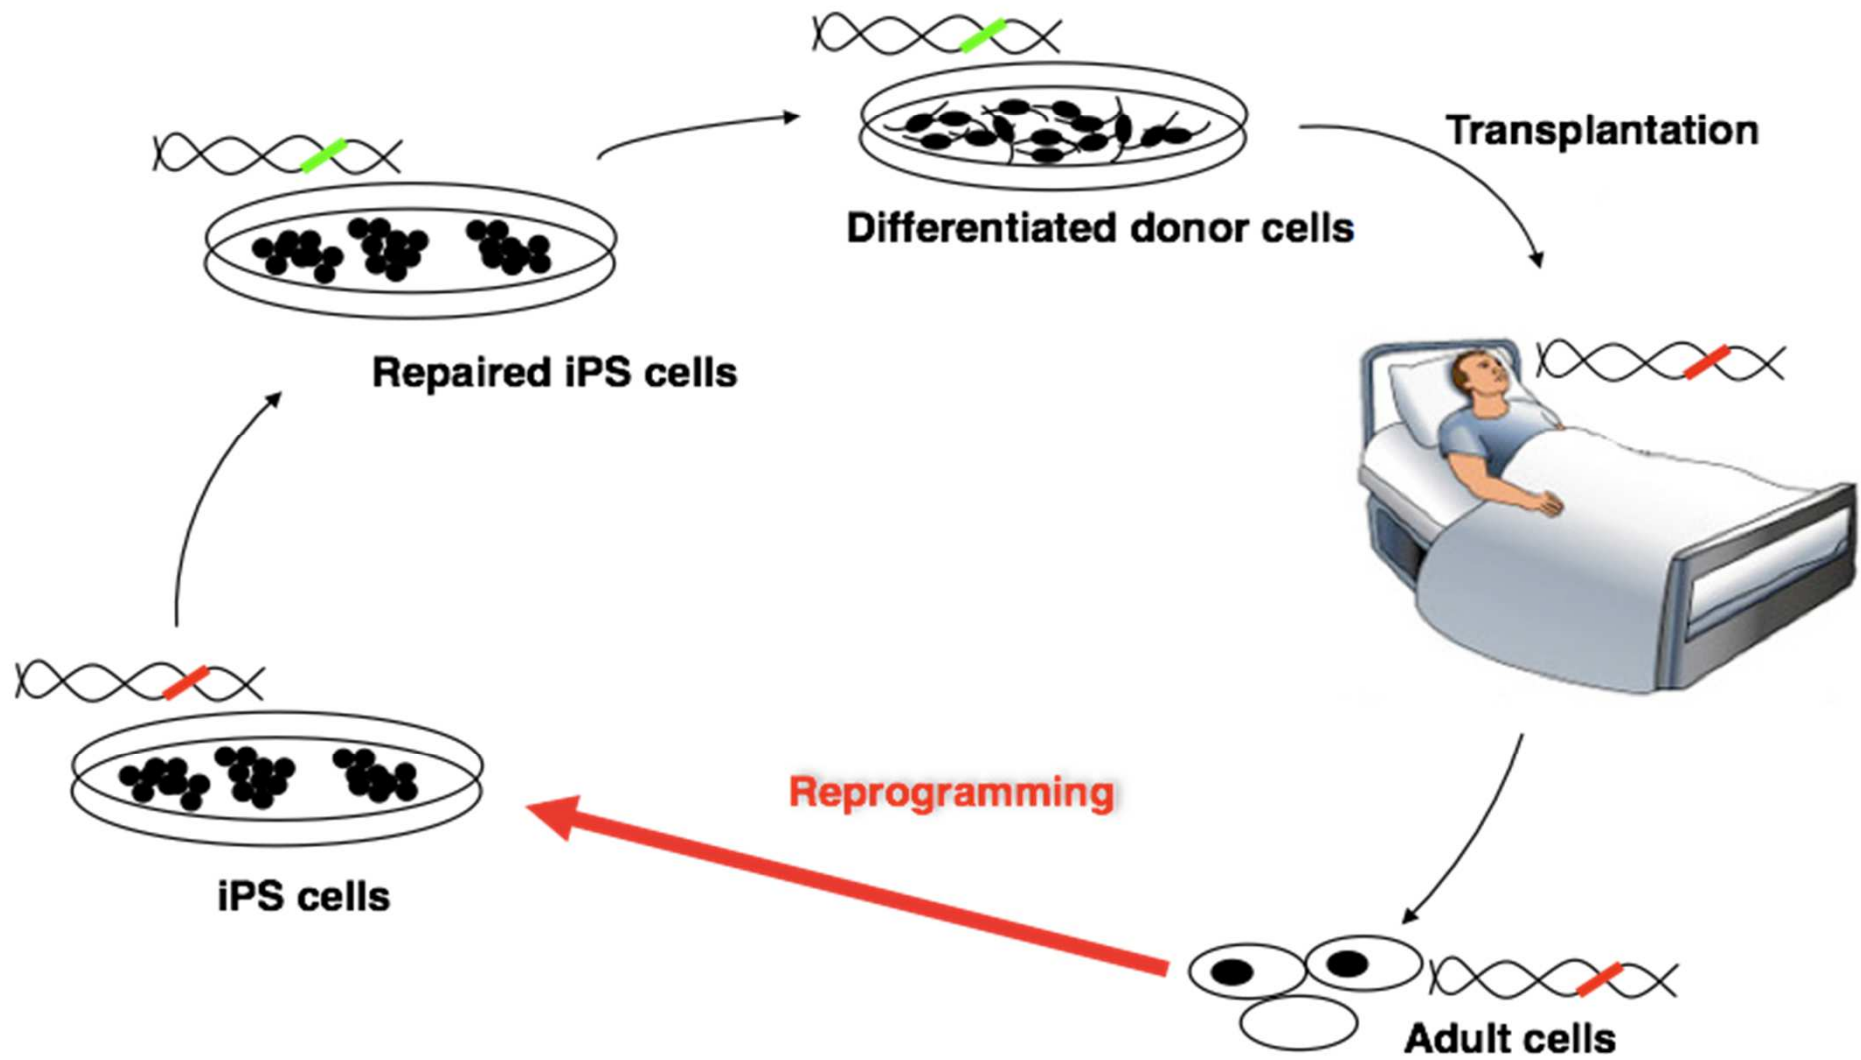 Transplantation
Differentiated donor cells
Repaired iPS cells
Reprogramming
iPS cells
Adult cells